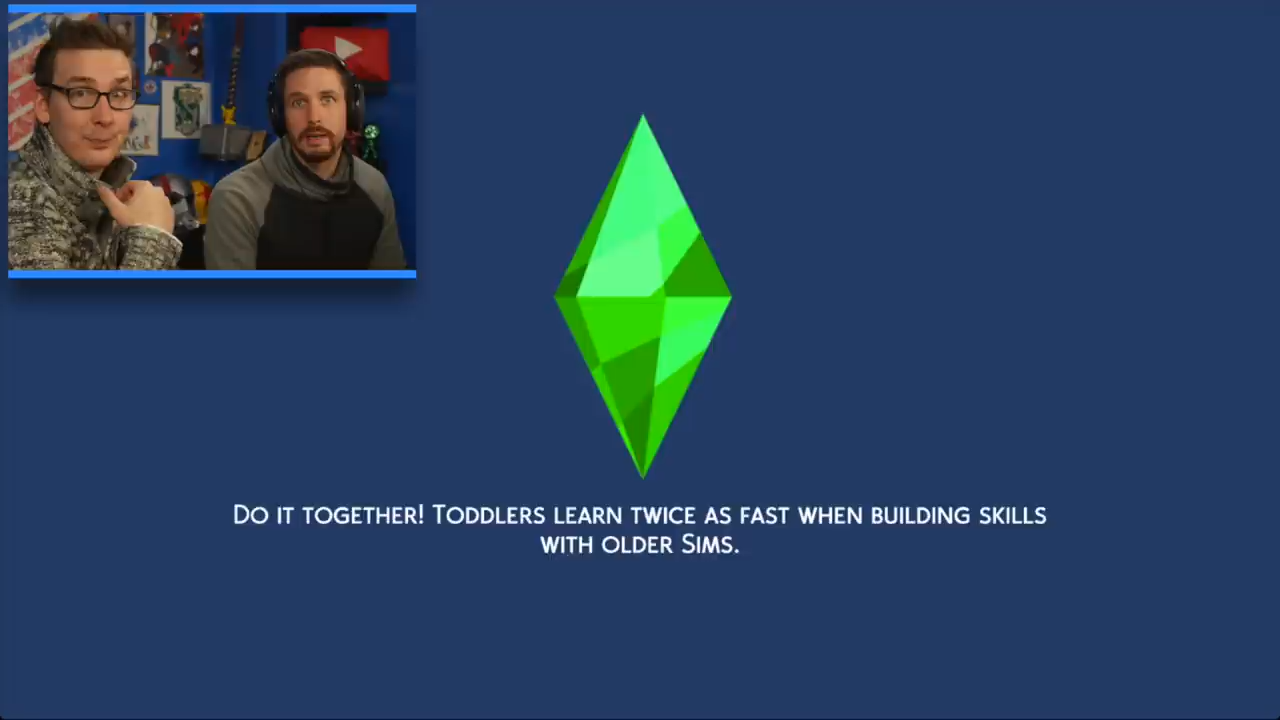 Do it together! Toddlers learn twice as fast when building skills
with older Sims.